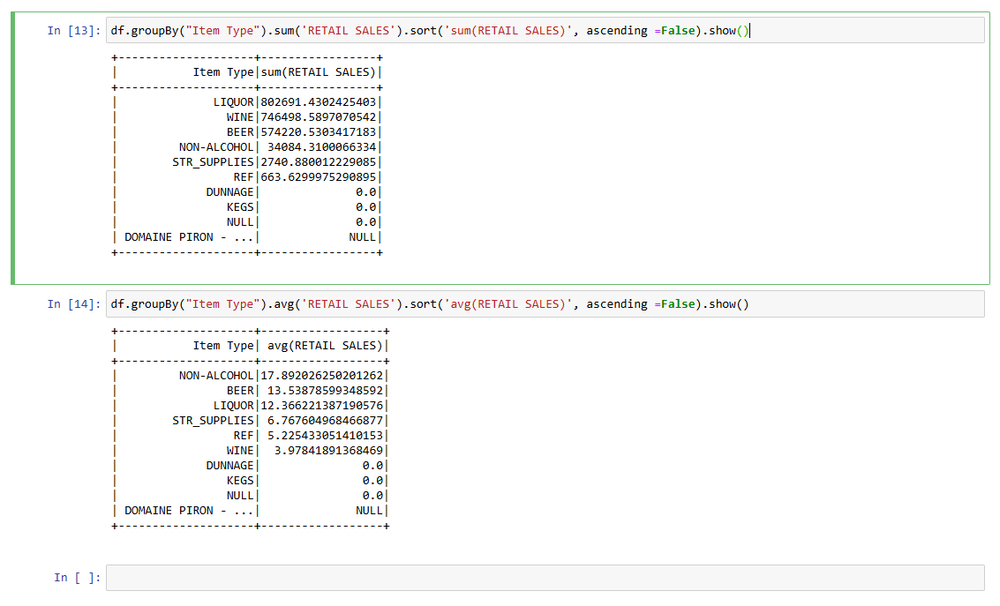 In [13]: df.groupBy("Item Type").sum('RETAIL SALES').sort('sum(RETAIL SALES)', ascending =False).show()
+--------------------+-----------------+
|           Item Type|sum(RETAIL SALES)|
+--------------------+-----------------+
|              LIQUOR|802691.4302425403|
|                WINE|746498.5897070542|
|                BEER|574220.5303417183|
|         NON-ALCOHOL| 34084.3100066334|
|        STR_SUPPLIES|2740.880012229085|
|                 REF|663.6299975290895|
|             DUNNAGE|              0.0|
|                KEGS|              0.0|
|                NULL|              0.0|
| DOMAINE PIRON - ...|             NULL|
+--------------------+-----------------+
In [14]: df.groupBy("Item Type").avg('RETAIL SALES').sort('avg(RETAIL SALES)', ascending =False).show()
+--------------------+------------------+
|           Item Type| avg(RETAIL SALES)|
+--------------------+------------------+
|         NON-ALCOHOL|17.892026250201262|
|                BEER| 13.53878599348592|
|              LIQUOR|12.366221387190576|
|        STR_SUPPLIES| 6.767604968466877|
|                 REF| 5.225433051410153|
|                WINE|  3.97841891368469|
|             DUNNAGE|               0.0|
|                KEGS|               0.0|
|                NULL|               0.0|
| DOMAINE PIRON - ...|              NULL|
+--------------------+------------------+
In [ ]: